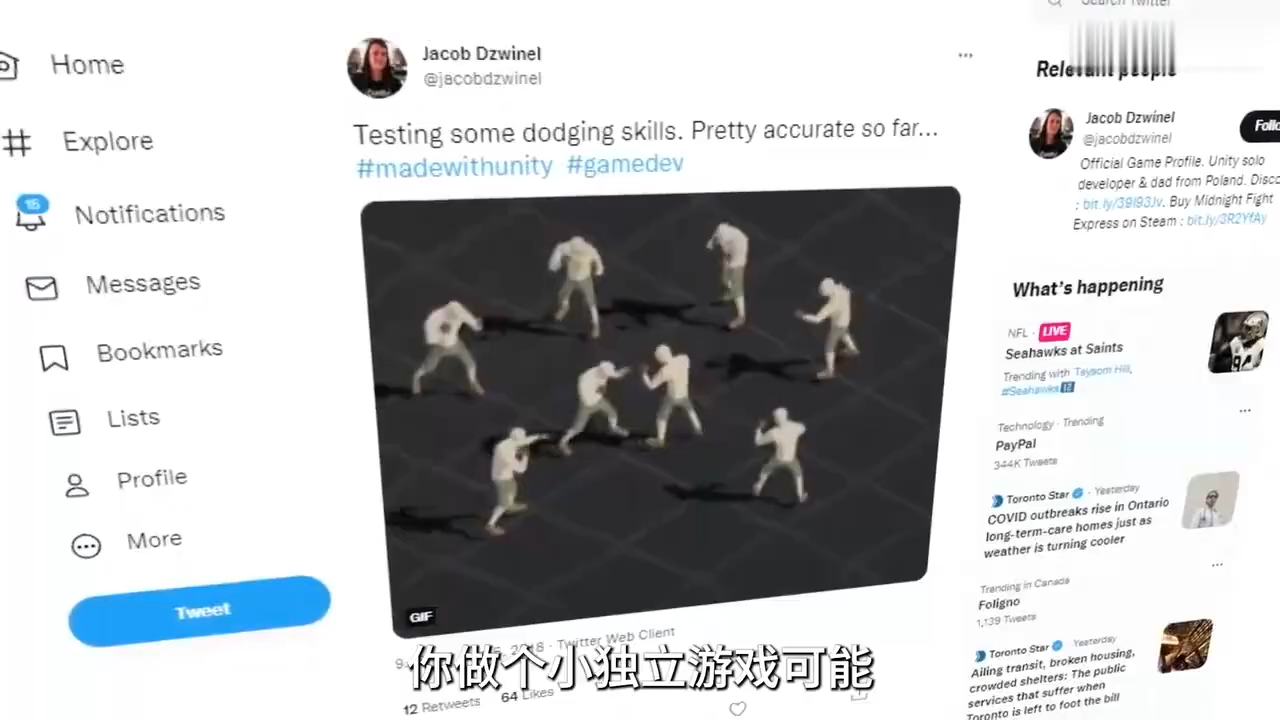 Home
Explore
15
Notifications
Messages
Bookmarks
Lists
Profile
More
Tweet
Jacob Dzwinel
@jacobdzwinel
Testing some dodging skills. Pretty accurate so far...
#madewithunity #gamedev
GIF
2018 · Twitter Web Client
12 Retweets 64 Likes
你做个小独立游戏可能
Search Twitter
Relevant people
Jacob Dzwinel
@jacobdzwinel
Official Game Profile. Unity solo
developer & dad from Poland. Disco
: bit.ly/39I93Jv. Buy Midnight Fight
Express on Steam : bit.ly/3R2YfAy
What's happening
NFL · LIVE
Seahawks at Saints
Trending with Taysom Hill,
#Seahawks
Technology · Trending
PayPal
344K Tweets
Toronto Star · Yesterday
COVID outbreaks rise in Ontario
long-term-care homes just as
weather is turning cooler
Trending in Canada
Foligno
1,139 Tweets
Toronto Star · Yesterday
Ailing transit, broken housing,
crowded shelters: The public
services that suffer when
Toronto is left to foot the bill